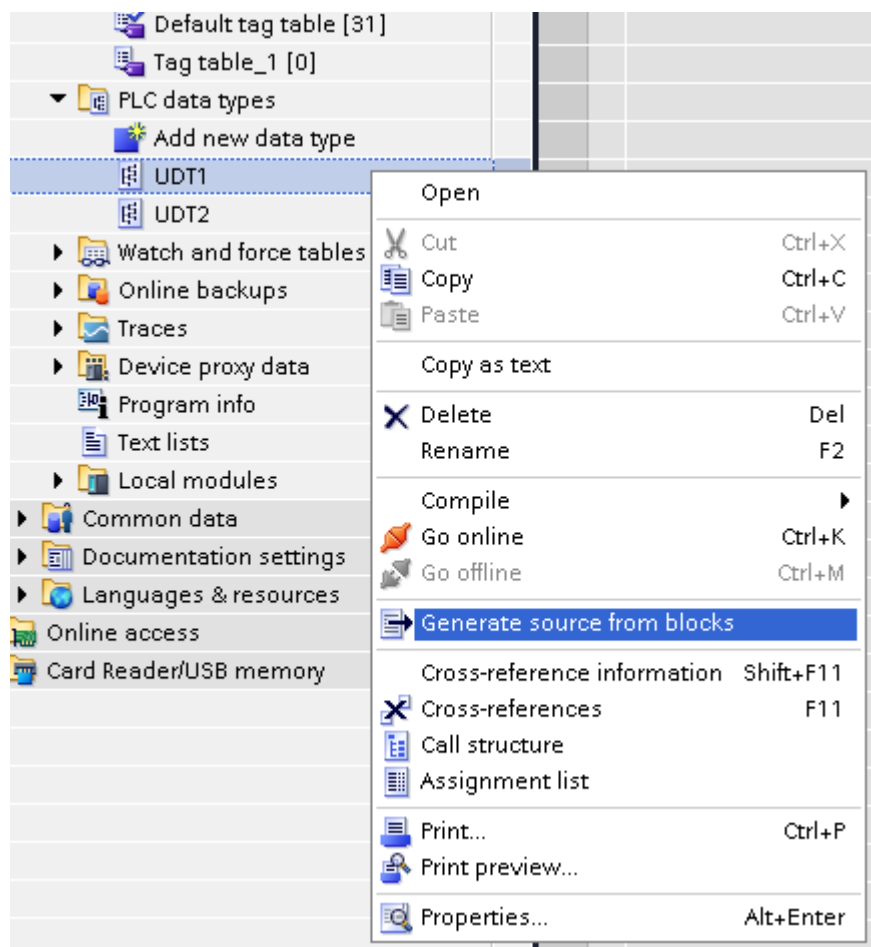 Default tag table [31]
Tag table_1 [0]
PLC data types
Add new data type
UDT1
UDT2
Watch and force tables
Online backups
Traces
Device proxy data
Program info
Text lists
Local modules
Common data
Documentation settings
Languages & resources
Online access
Card Reader/USB memory
Open
Cut Ctrl+X
Copy Ctrl+C
Paste Ctrl+V
Copy as text
Delete Del
Rename F2
Compile
Go online Ctrl+K
Go offline Ctrl+M
Generate source from blocks
Cross-reference information Shift+F11
Cross-references F11
Call structure
Assignment list
Print... Ctrl+P
Print preview...
Properties... Alt+Enter